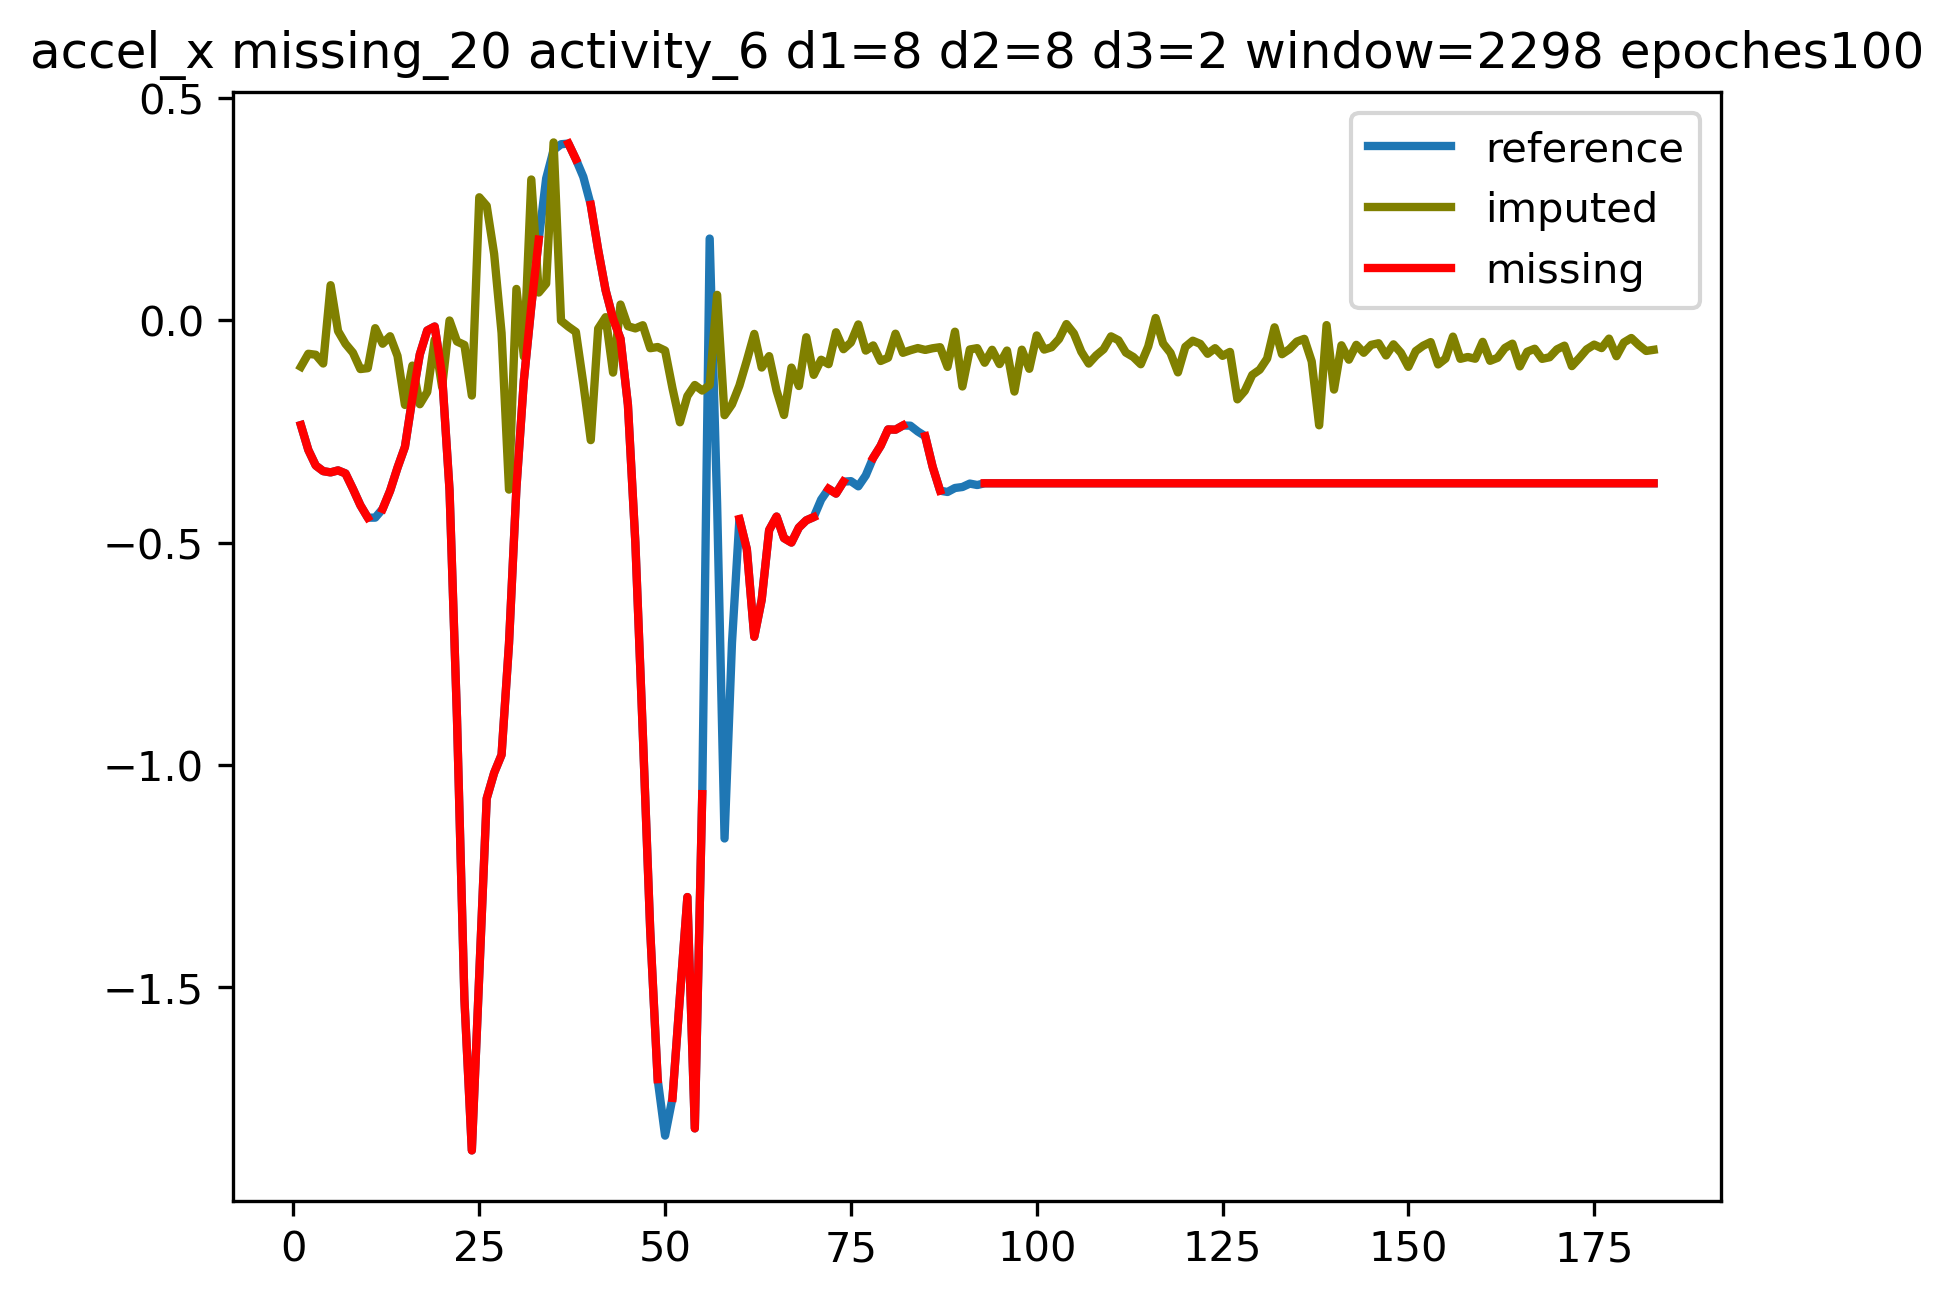 accel_x missing_20 activity_6 d1=8 d2=8 d3=2 window=2298 epoches100
0.5
0.0
−0.5
−1.0
−1.5
reference
imputed
missing
0 25 50 75 100 125 150 175